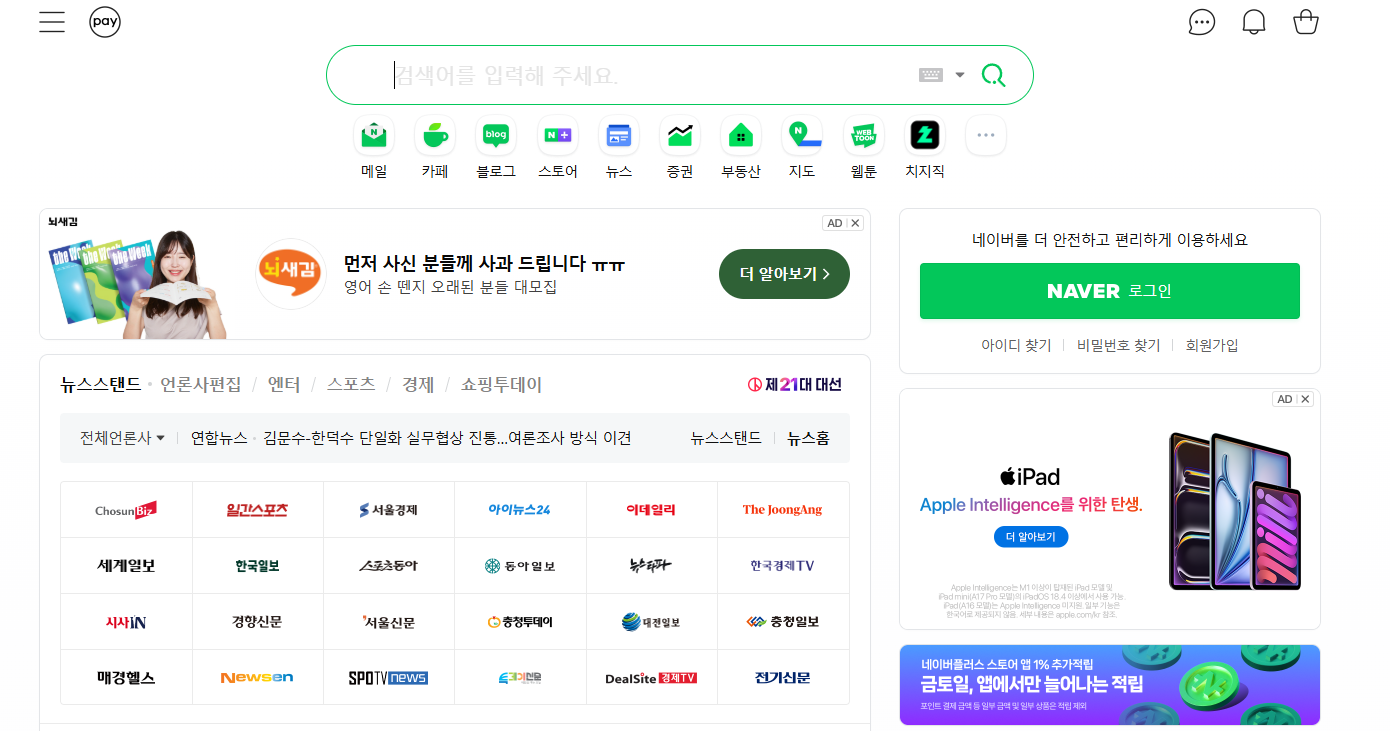 pay
검색어를 입력해 주세요.
N blog N + N WEB TOON
메일 카페 블로그 스토어 뉴스 증권 부동산 지도 웹툰 치지직
뇌새김
AD
the Week the Week the Week
뇌새김
먼저 사신 분들께 사과 드립니다 ㅠㅠ
영어 손 뗀지 오래된 분들 대모집
더 알아보기
네이버를 더 안전하고 편리하게 이용하세요
NAVER 로그인
아이디 찾기 비밀번호 찾기 회원가입
뉴스스탠드 언론사편집 / 엔터 / 스포츠 / 경제 / 쇼핑투데이
제21대 대선
전체언론사 연합뉴스 김문수-한덕수 단일화 실무협상 진통...여론조사 방식 이견 뉴스스탠드 뉴스홈
ChosunBiz 일간스포츠 서울경제 아이뉴스24 이데일리 The JoongAng
세계일보 한국일보 스포츠동아 동아일보 뉴스타파 한국경제TV
시사IN 경향신문 서울신문 충청투데이 대전일보 충청일보
매경헬스 Newsen SPOTV news 독서신문 DealSite 경제TV 전기신문
AD
iPad
Apple Intelligence를 위한 탄생.
더 알아보기
mini
Apple Intelligence는 M1 이상이 탑재된 iPad 모델 및
iPad mini(A17 Pro 모델)의 iPadOS 18.4 이상에서 사용 가능.
iPad(A16 모델)는 Apple Intelligence 미지원. 일부 기능은
한국어로 제공되지 않음. 세부 내용은 apple.com/kr 참조.
네이버플러스 스토어 앱 1% 추가적립
금토일, 앱에서만 늘어나는 적립
포인트 결제 금액 등 일부 금액 및 일부 상품은 적립 제외